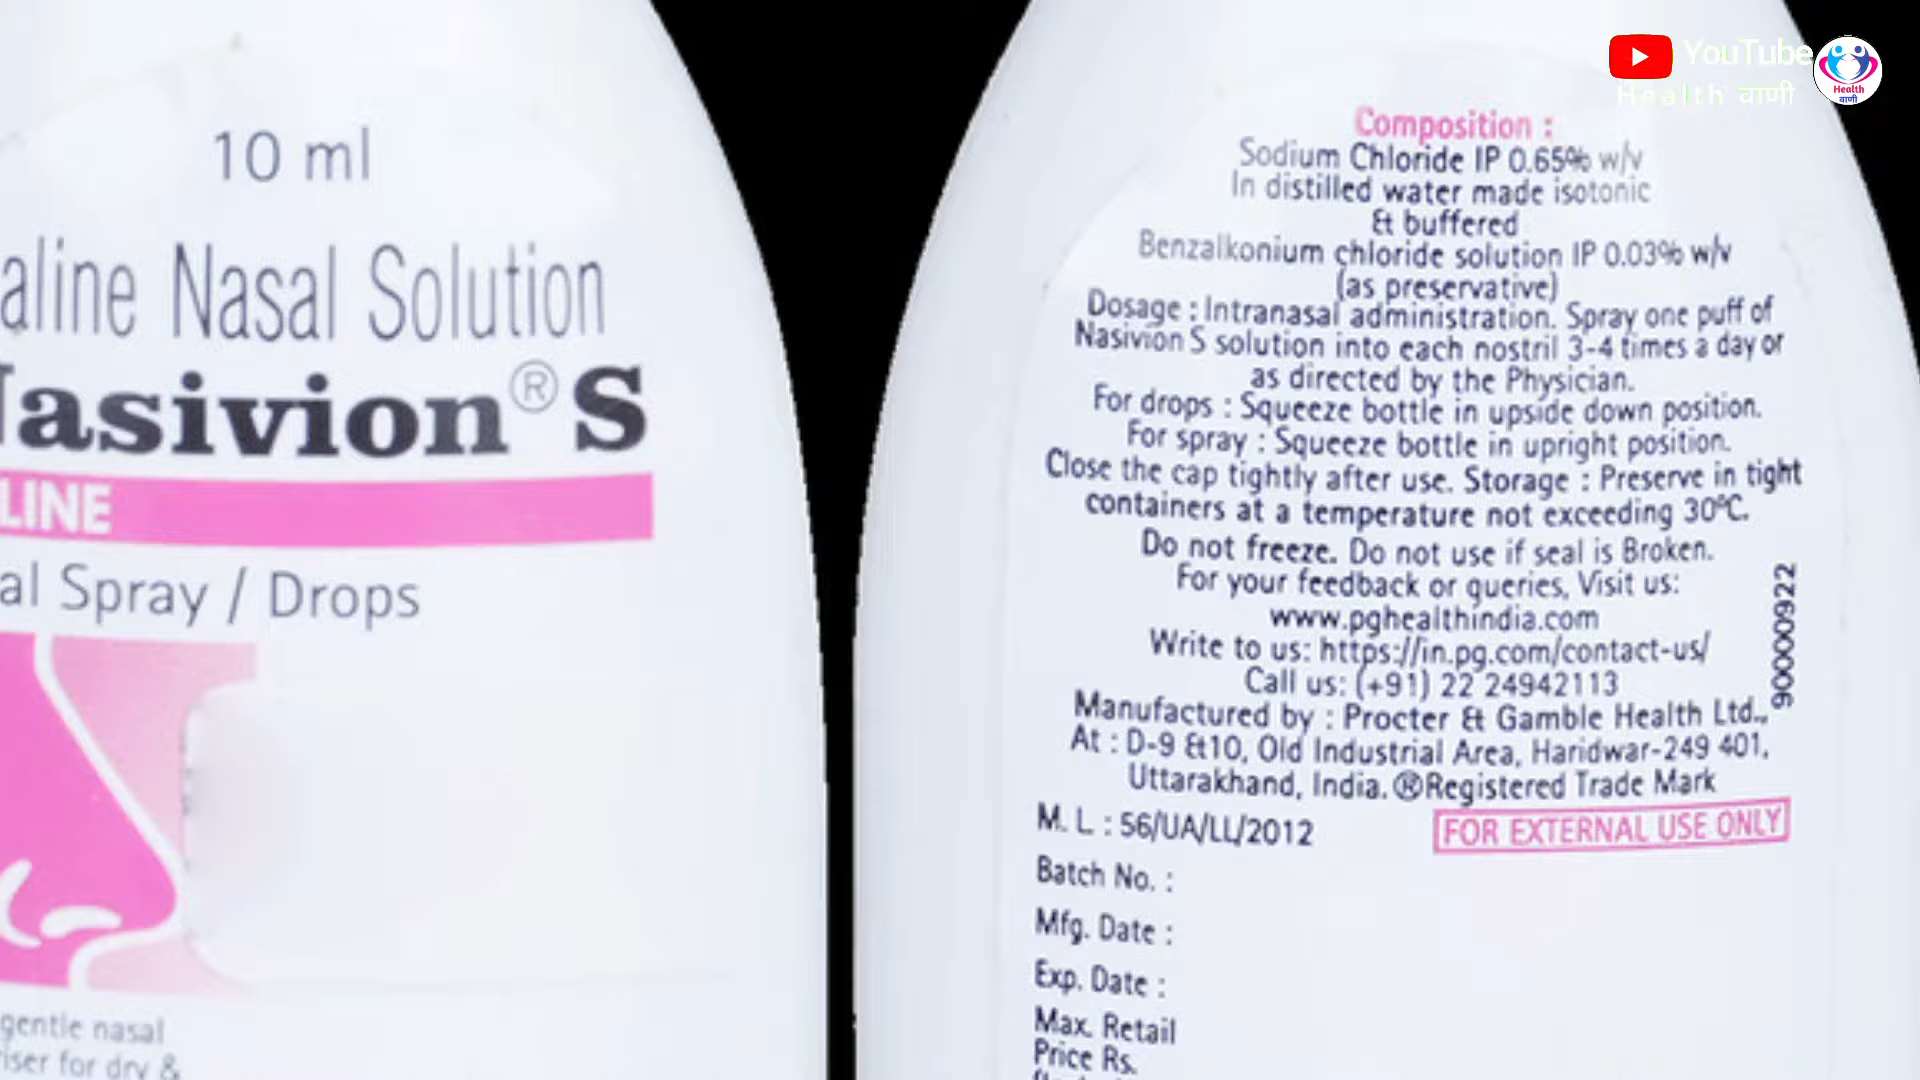 10 ml
aline Nasal Solution
Nasivion® S
LINE
al Spray / Drops
gentle nasal
riser for dry &
YouTube
Health वाणी
Health
वाणी
Composition :
Sodium Chloride IP 0.65% w/v
In distilled water made isotonic
& buffered
Benzalkonium chloride solution IP 0.03% w/v
(as preservative)
Dosage : Intranasal administration. Spray one puff of
Nasivion S solution into each nostril 3-4 times a day or
as directed by the Physician.
For drops : Squeeze bottle in upside down position.
For spray : Squeeze bottle in upright position.
Close the cap tightly after use. Storage : Preserve in tight
containers at a temperature not exceeding 30°C.
Do not freeze. Do not use if seal is Broken.
For your feedback or queries, Visit us:
www.pghealthindia.com
Write to us: https://in.pg.com/contact-us/
Call us: (+91) 22 24942113
Manufactured by : Procter & Gamble Health Ltd.,
At : D-9 &10, Old Industrial Area, Haridwar-249 401,
Uttarakhand, India. ®Registered Trade Mark
90000922
M. L. : 56/UA/LL/2012
FOR EXTERNAL USE ONLY
Batch No. :
Mfg. Date :
Exp. Date :
Max. Retail
Price Rs.